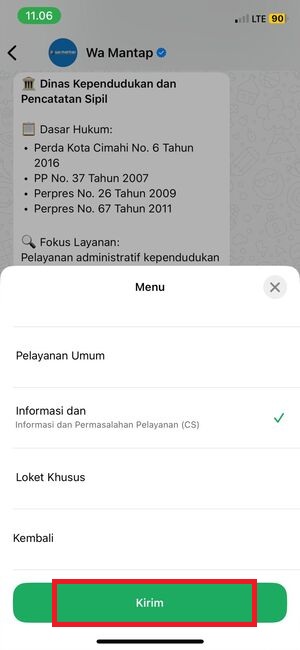 11.06
LTE 90
Wa Mantap
WA MANTAP
🏛️ Dinas Kependudukan dan
Pencatatan Sipil
📋 Dasar Hukum:
• Perda Kota Cimahi No. 6 Tahun
2016
• PP No. 37 Tahun 2007
• Perpres No. 26 Tahun 2009
• Perpres No. 67 Tahun 2011
🔍 Fokus Layanan:
Pelayanan administratif kependudukan
Menu
Pelayanan Umum
Informasi dan
Informasi dan Permasalahan Pelayanan (CS)
Loket Khusus
Kembali
Kirim